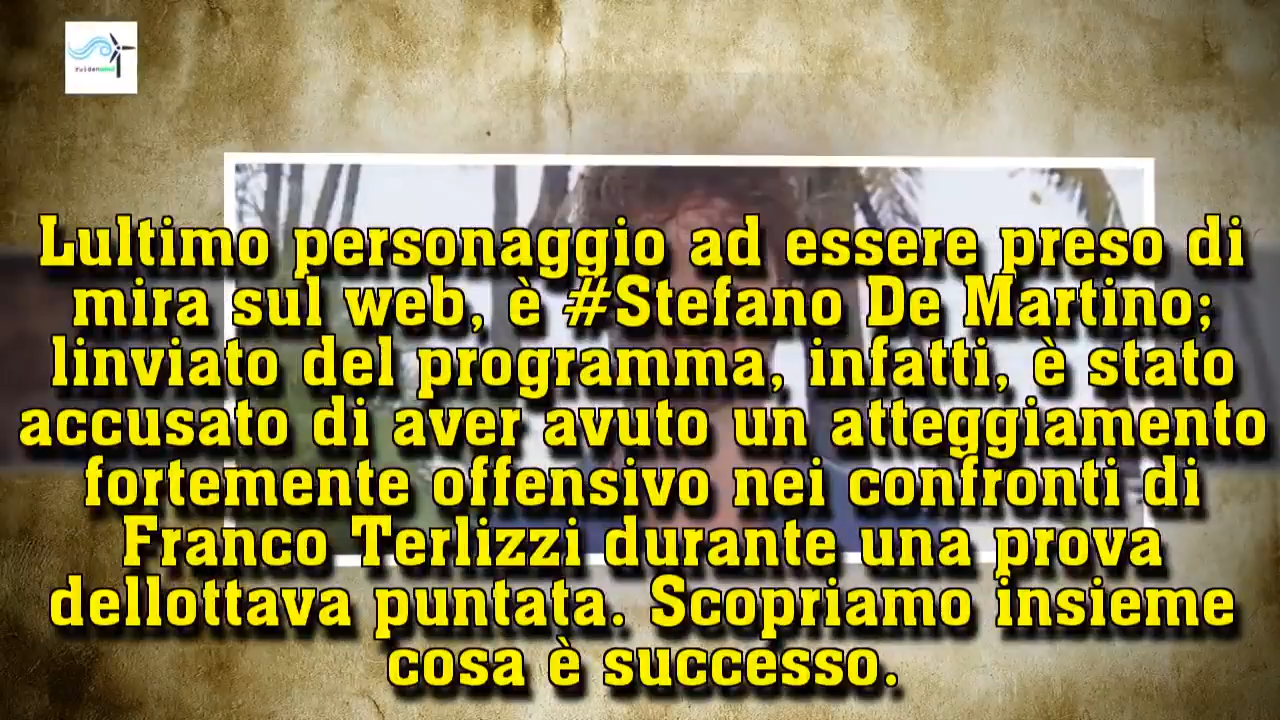 Lultimo personaggio ad essere preso di
mira sul web, è #Stefano De Martino;
linviato del programma, infatti, è stato
accusato di aver avuto un atteggiamento
fortemente offensivo nei confronti di
Franco Terlizzi durante una prova
dellottava puntata. Scopriamo insieme
cosa è successo.